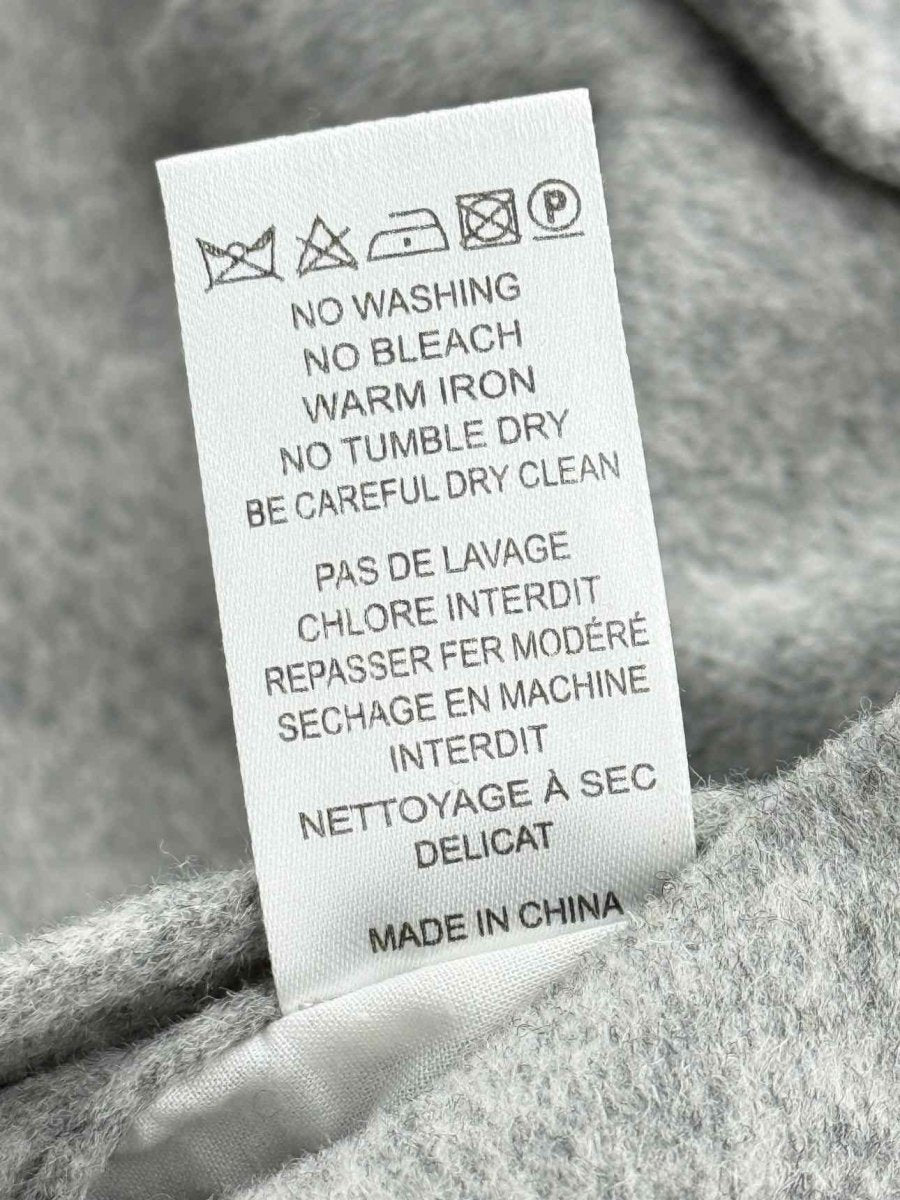 P
NO WASHING
NO BLEACH
WARM IRON
NO TUMBLE DRY
BE CAREFUL DRY CLEAN
PAS DE LAVAGE
CHLORE INTERDIT
REPASSER FER MODÉRÉ
SECHAGE EN MACHINE
INTERDIT
NETTOYAGE À SEC
DELICAT
MADE IN CHINA